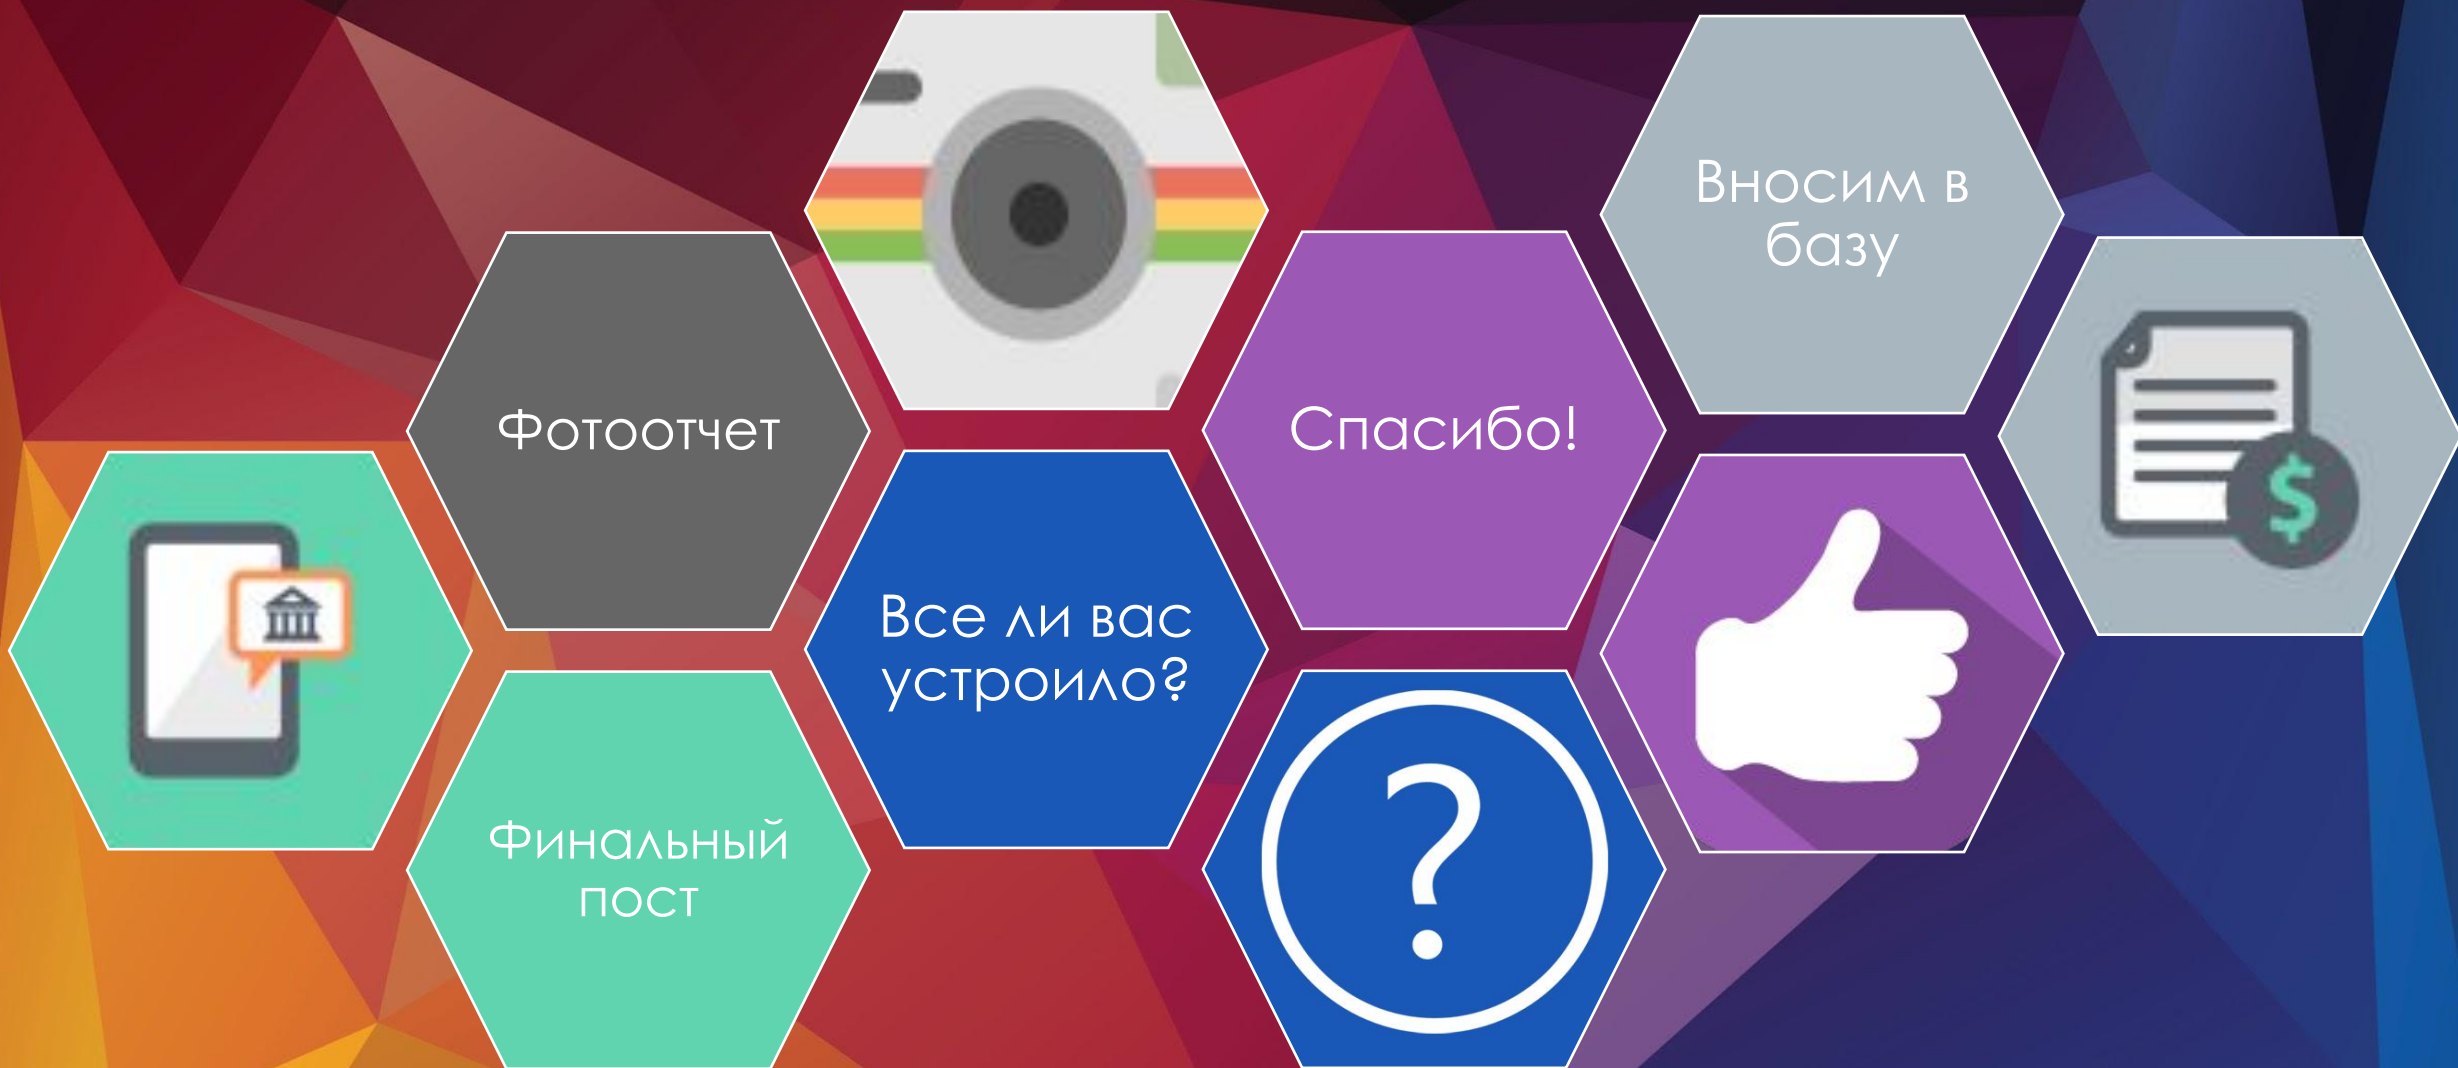 Финальный
пост
Фотоотчет
Все ли вас
устроило?
?
Спасибо!
Вносим в
базу
$